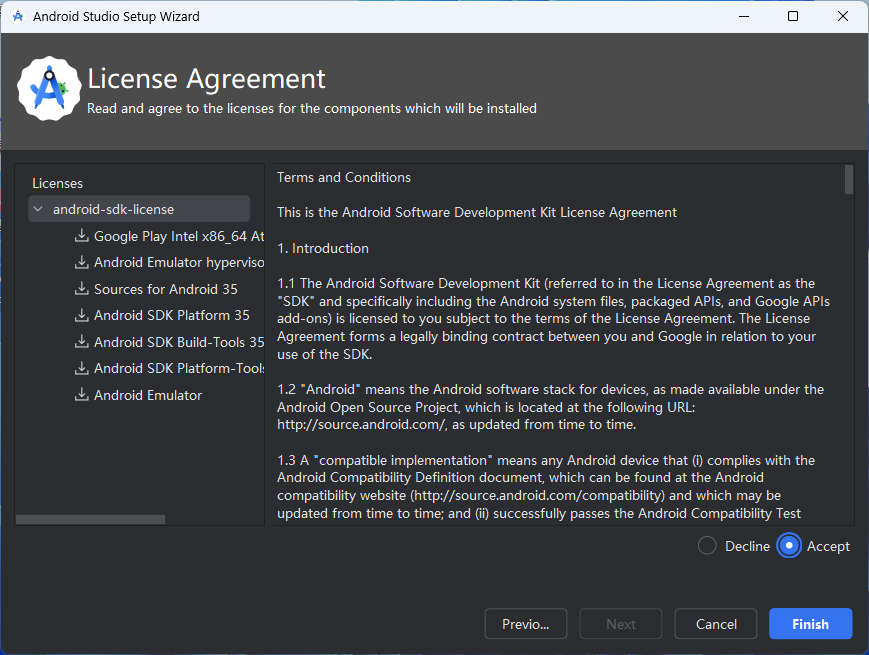 Android Studio Setup Wizard
License Agreement
Read and agree to the licenses for the components which will be installed
Licenses
android-sdk-license
Google Play Intel x86_64 At
Android Emulator hyperviso
Sources for Android 35
Android SDK Platform 35
Android SDK Build-Tools 35
Android SDK Platform-Tools
Android Emulator
Terms and Conditions
This is the Android Software Development Kit License Agreement
1. Introduction
1.1 The Android Software Development Kit (referred to in the License Agreement as the
"SDK" and specifically including the Android system files, packaged APIs, and Google APIs
add-ons) is licensed to you subject to the terms of the License Agreement. The License
Agreement forms a legally binding contract between you and Google in relation to your
use of the SDK.
1.2 "Android" means the Android software stack for devices, as made available under the
Android Open Source Project, which is located at the following URL:
http://source.android.com/, as updated from time to time.
1.3 A "compatible implementation" means any Android device that (i) complies with the
Android Compatibility Definition document, which can be found at the Android
compatibility website (http://source.android.com/compatibility) and which may be
updated from time to time; and (ii) successfully passes the Android Compatibility Test
Decline
Accept
Previo...
Next
Cancel
Finish